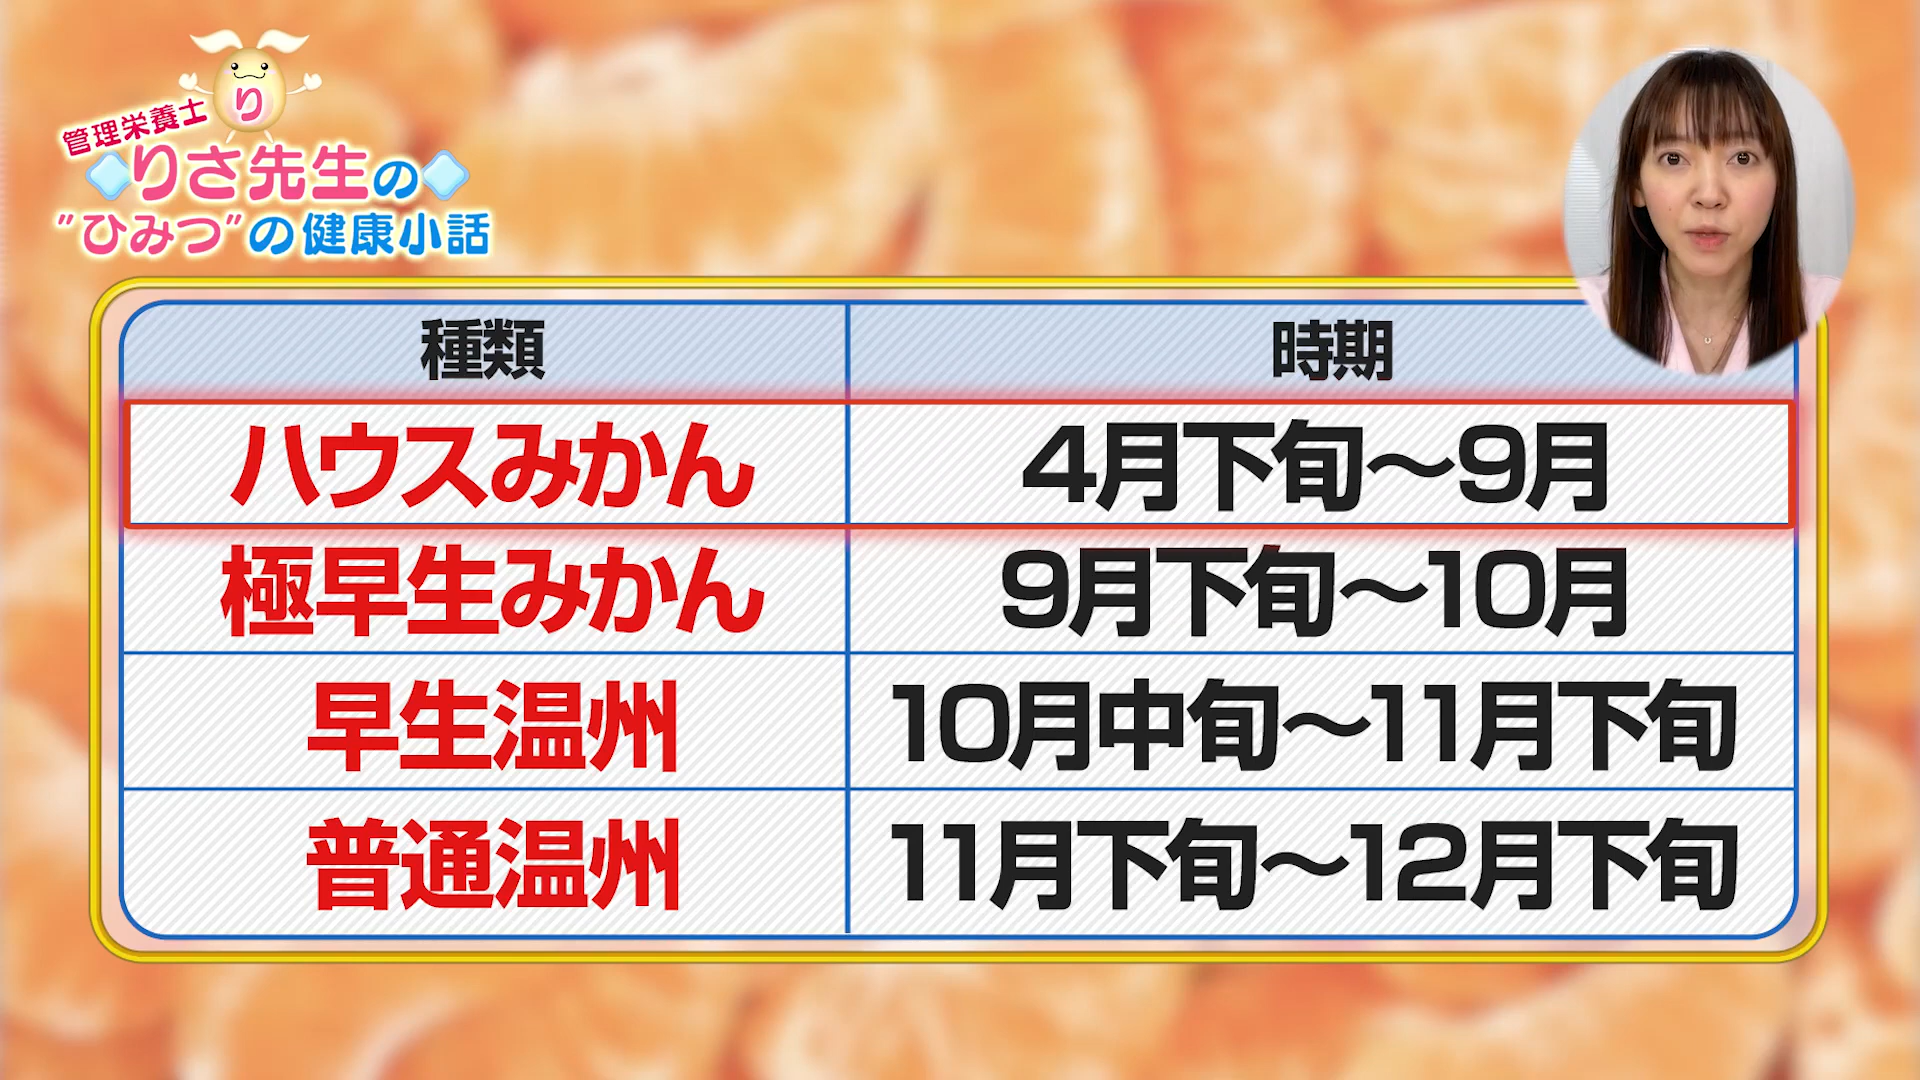 り
管理栄養士
りさ先生の
"ひみつ"の健康小話
種類 時期
ハウスみかん 4月下旬～9月
極早生みかん 9月下旬～10月
早生温州 10月中旬～11月下旬
普通温州 11月下旬～12月下旬